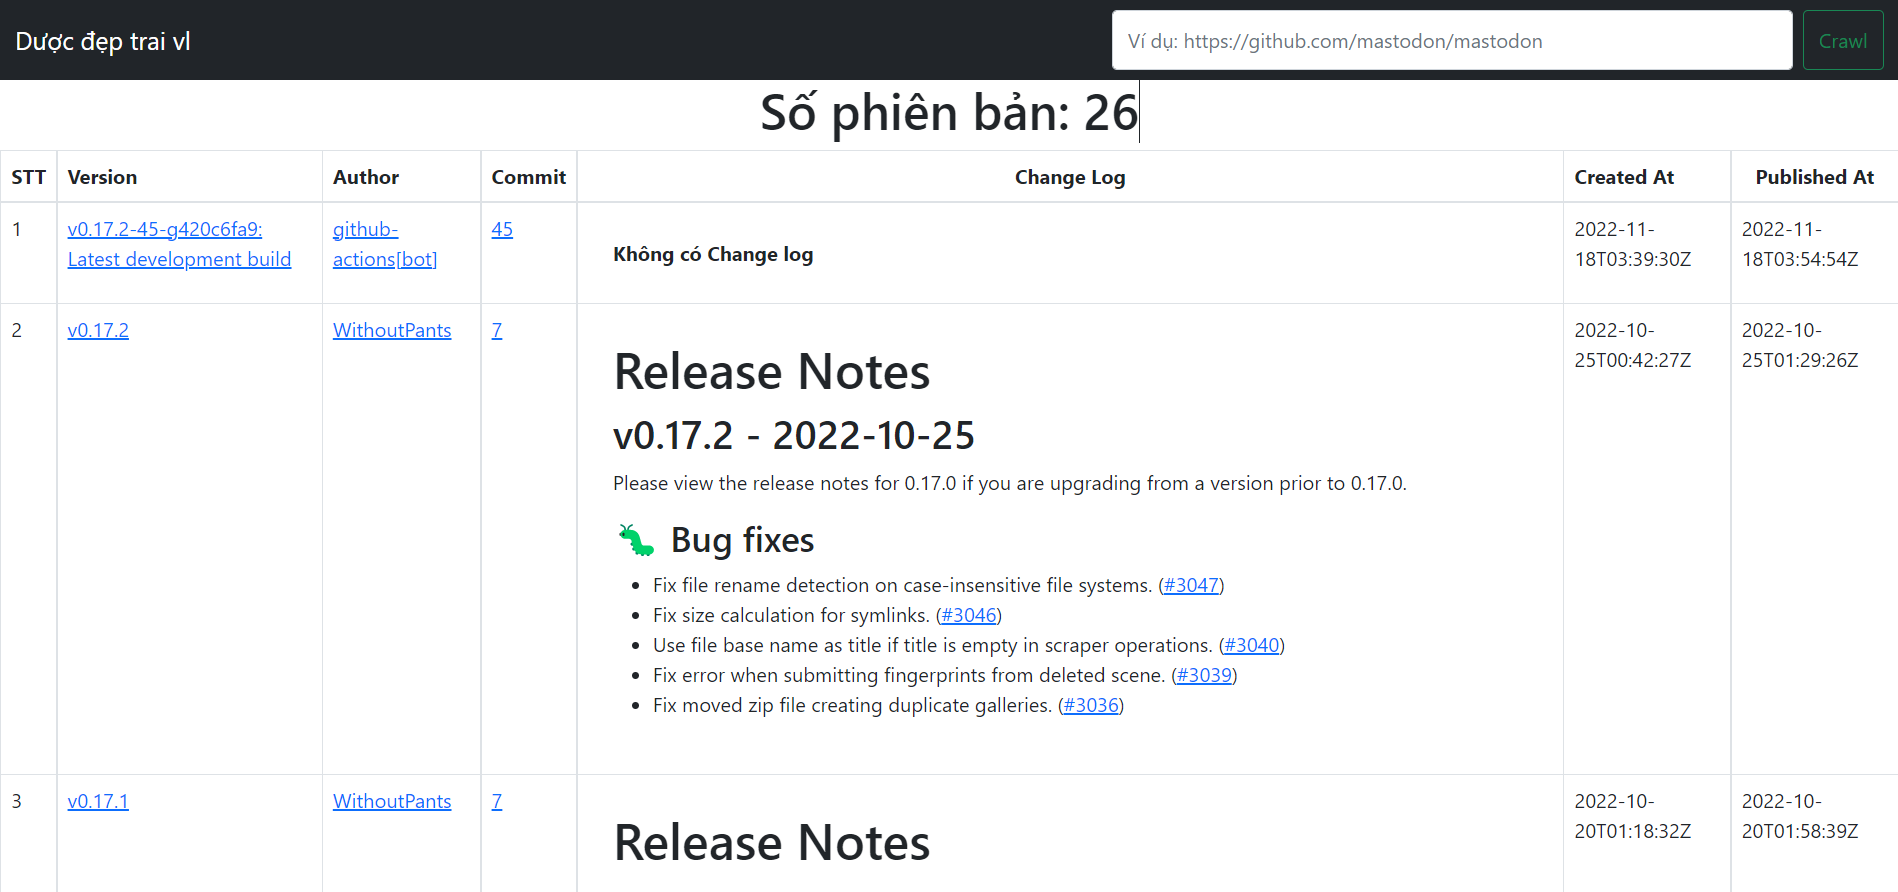 Dược đẹp trai vl
Ví dụ: https://github.com/mastodon/mastodon
Crawl
Số phiên bản: 26
STT Version Author Commit Change Log Created At Published At
1
v0.17.2-45-g420c6fa9:
Latest development build
github-
actions[bot]
45
Không có Change log
2022-11-
18T03:39:30Z
2022-11-
18T03:54:54Z
2
v0.17.2
WithoutPants
7
Release Notes
v0.17.2 - 2022-10-25
Please view the release notes for 0.17.0 if you are upgrading from a version prior to 0.17.0.
🐛 Bug fixes
• Fix file rename detection on case-insensitive file systems. (#3047)
• Fix size calculation for symlinks. (#3046)
• Use file base name as title if title is empty in scraper operations. (#3040)
• Fix error when submitting fingerprints from deleted scene. (#3039)
• Fix moved zip file creating duplicate galleries. (#3036)
2022-10-
25T00:42:27Z
2022-10-
25T01:29:26Z
3
v0.17.1
WithoutPants
7
Release Notes
2022-10-
20T01:18:32Z
2022-10-
20T01:58:39Z